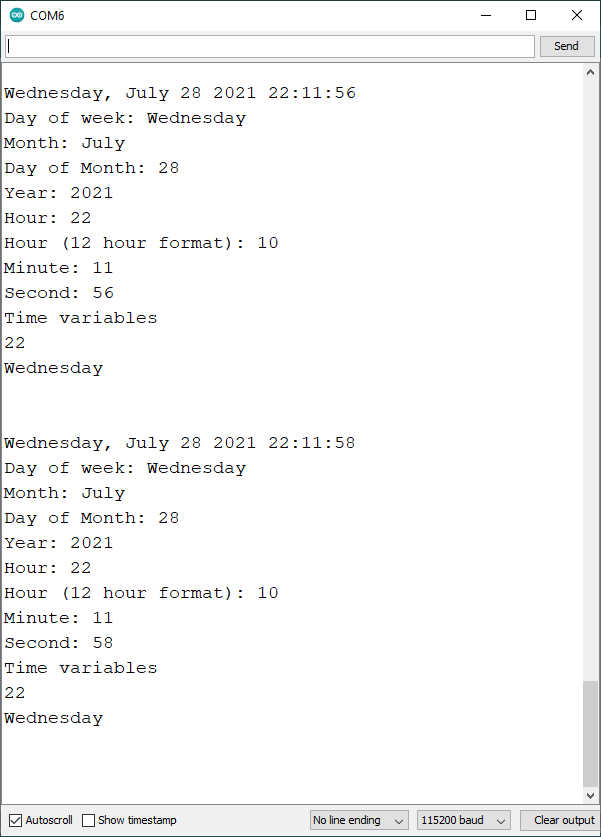 COM6
Send
Wednesday, July 28 2021 22:11:56
Day of week: Wednesday
Month: July
Day of Month: 28
Year: 2021
Hour: 22
Hour (12 hour format): 10
Minute: 11
Second: 56
Time variables
22
Wednesday
Wednesday, July 28 2021 22:11:58
Day of week: Wednesday
Month: July
Day of Month: 28
Year: 2021
Hour: 22
Hour (12 hour format): 10
Minute: 11
Second: 58
Time variables
22
Wednesday
Autoscroll Show timestamp No line ending 115200 baud Clear output